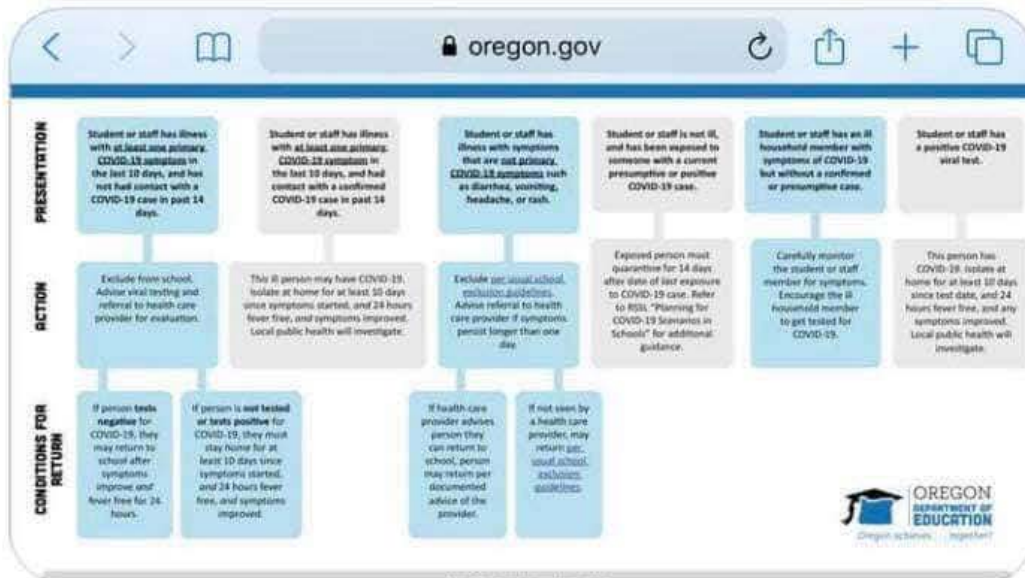 oregon.gov
PRESENTATION
Student or staff has illness
with at least one primary
COVID-19 symptom in
the last 10 days, and has
not had contact with a
COVID-19 case in past 14
days.
Student or staff has illness
with at least one primary
COVID-19 symptom in
the last 10 days, and had
contact with a confirmed
COVID-19 case in past 14
days.
Student or staff has
illness with symptoms
that are not primary
COVID-19 symptoms such
as diarrhea, vomiting,
headache, or rash.
Student or staff is not ill,
and has been exposed to
someone with a current
presumptive or positive
COVID-19 case.
Student or staff has an ill
household member with
symptoms of COVID-19
but without a confirmed
or presumptive case.
Student or staff has
a positive COVID-19
viral test.
ACTION
Exclude from school.
Advise viral testing and
referral to health care
provider for evaluation.
This ill person may have COVID-19.
Isolate at home for at least 10 days
since symptoms started, and 24 hours
fever free, and symptoms improved.
Local public health will investigate.
Exclude per usual school
exclusion guidelines.
Advise referral to health
care provider if symptoms
persist longer than one
day.
Exposed person must
quarantine for 14 days
after date of last exposure
to COVID-19 case. Refer
to RSSL "Planning for
COVID-19 Scenarios in
Schools" for additional
guidance.
Carefully monitor
the student or staff
member for symptoms.
Encourage the ill
household member
to get tested for
COVID-19.
This person has
COVID-19. Isolate at
home for at least 10 days
since test date, and 24
hours fever free, and any
symptoms improved.
Local public health will
investigate.
CONDITIONS FOR
RETURN
If person tests
negative for
COVID-19, they
may return to
school after
symptoms
improve and
fever free for 24
hours.
If person is not tested
or tests positive for
COVID-19, they must
stay home for at
least 10 days since
symptoms started,
and 24 hours fever
free, and symptoms
improved.
If health care
provider advises
person they
can return to
school, person
may return per
documented
advice of the
provider.
If not seen by
a health care
provider, may
return per
usual school
exclusion
guidelines.
OREGON
DEPARTMENT OF
EDUCATION
Oregon achieves together!